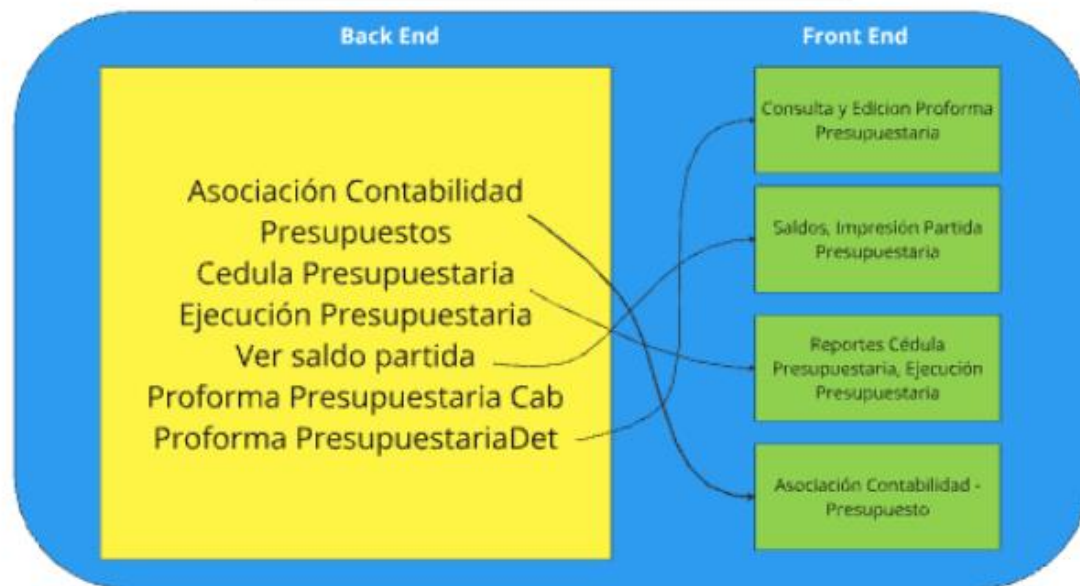 Back End
Front End
Asociación Contabilidad
Presupuestos
Cedula Presupuestaria
Ejecución Presupuestaria
Ver saldo partida
Proforma Presupuestaria Cab
Proforma PresupuestariaDet
Consulta y Edicion Proforma
Presupuestaria
Saldos, Impresión Partida
Presupuestaria
Reportes Cédula
Presupuestaria, Ejecución
Presupuestaria
Asociación Contabilidad -
Presupuesto